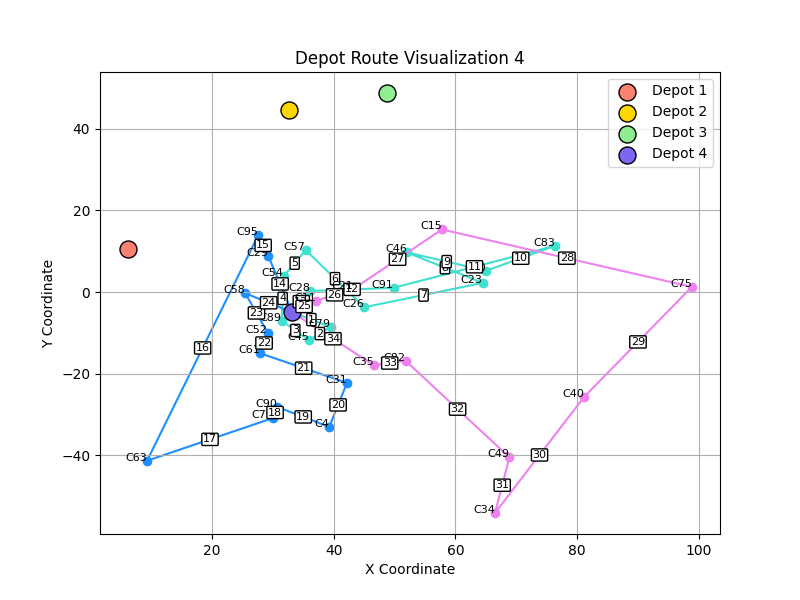 Depot Route Visualization 4
Depot 1
Depot 2
Depot 3
Depot 4
Y Coordinate
40
20
0
−20
−40
20
40
60
80
100
X Coordinate
C95
15
C57
5
C54
14
C15
C46
27
9
11
10
C83
28
C75
C58
24
23
4
C28
25
6
12
26
C26
C91
7
C23
1
2
3
34
C52
22
C61
21
C35
33
C31
20
C90
18
C7
19
C4
C63
17
16
32
C49
31
C34
30
C40
29